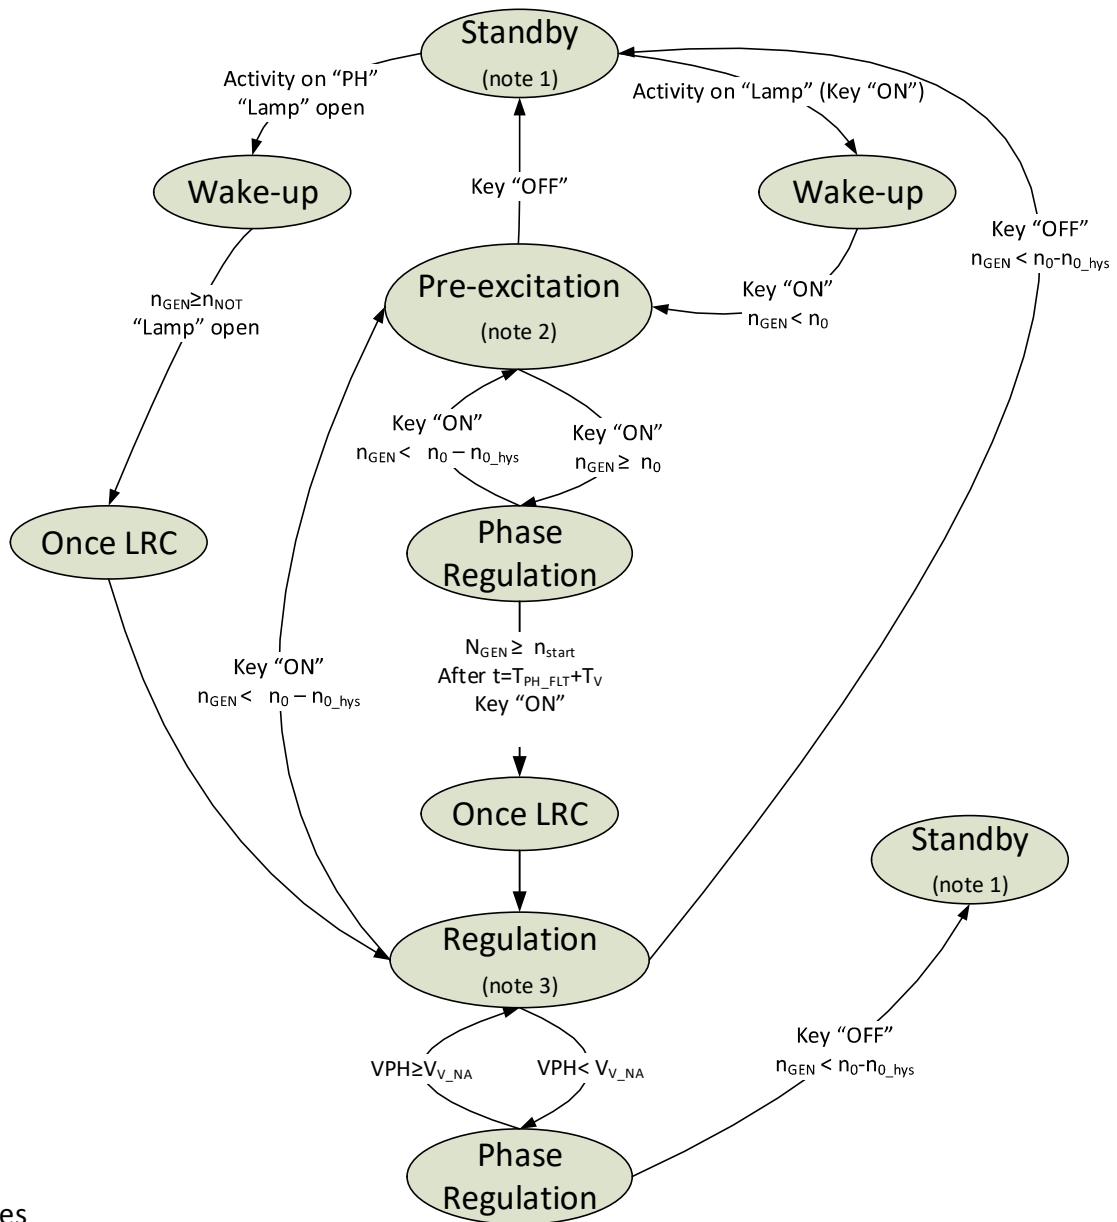 Standby
(note 1)
Activity on “PH”
“Lamp” open
Activity on “Lamp” (Key “ON”)
Wake-up
Key “OFF”
Wake-up
Key “OFF”
nGEN < n0-n0_hys
Pre-excitation
(note 2)
Key “ON”
nGEN < n0
nGEN≥nNOT
“Lamp” open
Key “ON”
nGEN < n0 – n0_hys
Key “ON”
nGEN ≥ n0
Once LRC
Phase
Regulation
NGEN ≥ nstart
After t=TPH_FLT+TV
Key “ON”
Key “ON”
nGEN < n0 – n0_hys
Once LRC
Standby
(note 1)
Regulation
(note 3)
Key “OFF”
nGEN < n0-n0_hys
VPH≥VV_NA
VPH< VV_NA
Phase
Regulation
es